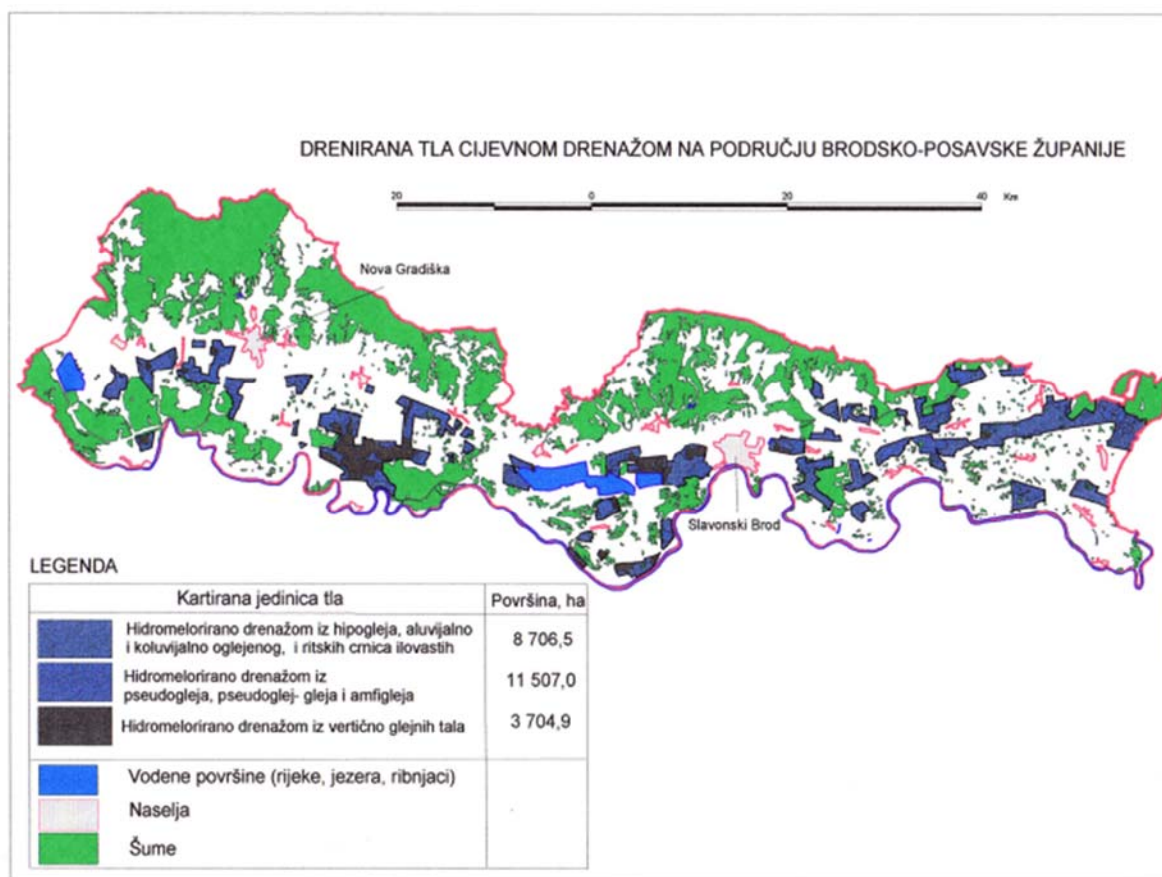 DRENIRANA TLA CIJEVNOM DRENAŽOM NA PODRUČJU BRODSKO-POSAVSKE ŽUPANIJE
20 0 20 40 Km
Nova Gradiška
Slavonski Brod
LEGENDA
Kartirana jedinica tla Površina, ha
Hidromelorirano drenažom iz hipogleja, aluvijalno
i koluvijalno oglejenog, i ritskih crnica ilovastih 8 706,5
Hidromelorirano drenažom iz
pseudogleja, pseudoglej- gleja i amfigleja 11 507,0
Hidromelorirano drenažom iz vertično glejnih tala 3 704,9
Vodene površine (rijeke, jezera, ribnjaci)
Naselja
Šume